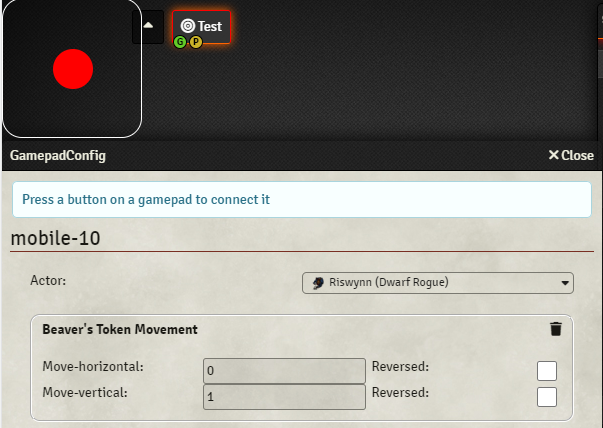 Test
G P
GamepadConfig
Close
Press a button on a gamepad to connect it
mobile-10
Actor: Riswynn (Dwarf Rogue)
Beaver's Token Movement
Move-horizontal: 0 Reversed:
Move-vertical: 1 Reversed: